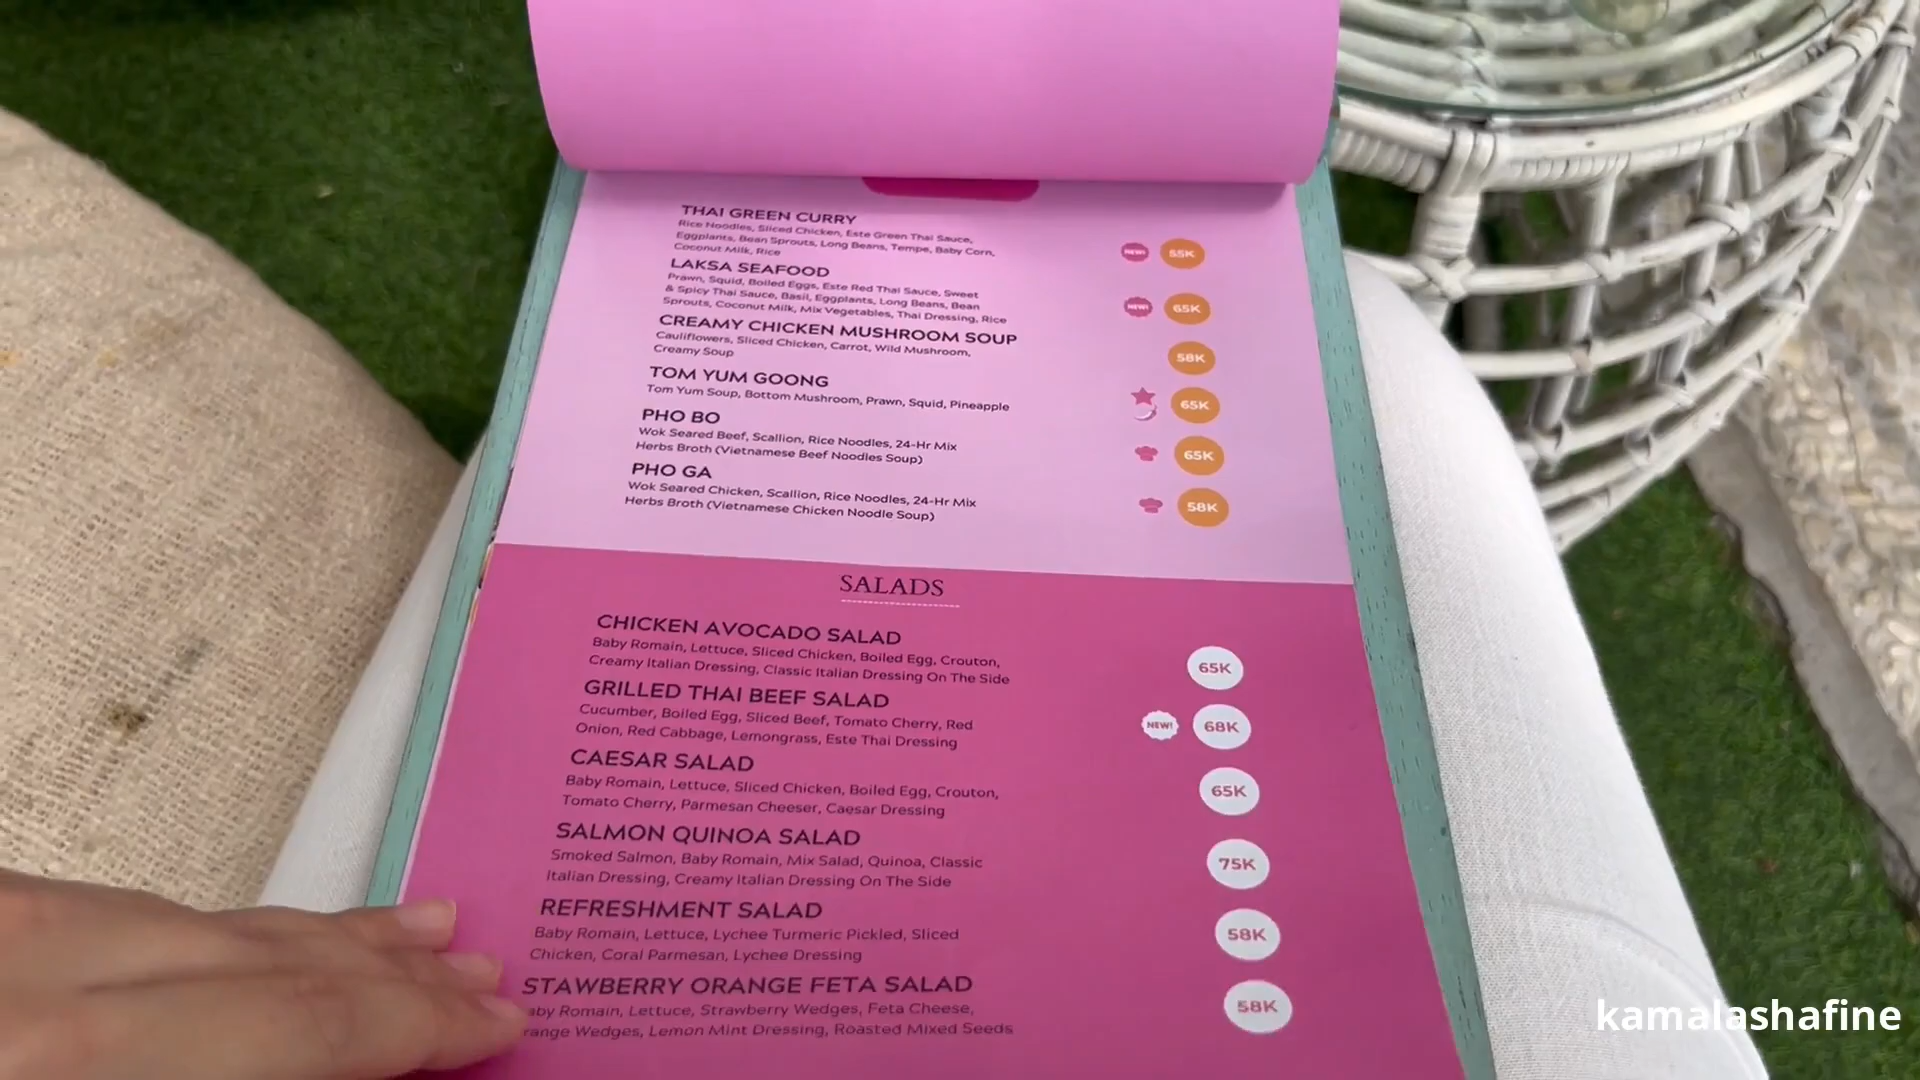 THAI GREEN CURRY
Rice Noodles, Sliced Chicken, Este Green Thai Sauce,
Eggplants, Bean Sprouts, Long Beans, Tempe, Baby Corn,
Coconut Milk, Rice
NEW! 55K
LAKSA SEAFOOD
Prawn, Squid, Boiled Eggs, Este Red Thai Sauce, Sweet
& Spicy Thai Sauce, Basil, Eggplants, Long Beans, Bean
Sprouts, Coconut Milk, Mix Vegetables, Thai Dressing, Rice
NEW! 65K
CREAMY CHICKEN MUSHROOM SOUP
Cauliflowers, Sliced Chicken, Carrot, Wild Mushroom,
Creamy Soup
58K
TOM YUM GOONG
Tom Yum Soup, Bottom Mushroom, Prawn, Squid, Pineapple
65K
PHO BO
Wok Seared Beef, Scallion, Rice Noodles, 24-Hr Mix
Herbs Broth (Vietnamese Beef Noodles Soup)
65K
PHO GA
Wok Seared Chicken, Scallion, Rice Noodles, 24-Hr Mix
Herbs Broth (Vietnamese Chicken Noodle Soup)
58K
SALADS
CHICKEN AVOCADO SALAD
Baby Romain, Lettuce, Sliced Chicken, Boiled Egg, Crouton,
Creamy Italian Dressing, Classic Italian Dressing On The Side
65K
GRILLED THAI BEEF SALAD
Cucumber, Boiled Egg, Sliced Beef, Tomato Cherry, Red
Onion, Red Cabbage, Lemongrass, Este Thai Dressing
NEW! 68K
CAESAR SALAD
Baby Romain, Lettuce, Sliced Chicken, Boiled Egg, Crouton,
Tomato Cherry, Parmesan Cheeser, Caesar Dressing
65K
SALMON QUINOA SALAD
Smoked Salmon, Baby Romain, Mix Salad, Quinoa, Classic
Italian Dressing, Creamy Italian Dressing On The Side
75K
REFRESHMENT SALAD
Baby Romain, Lettuce, Lychee Turmeric Pickled, Sliced
Chicken, Coral Parmesan, Lychee Dressing
58K
STAWBERRY ORANGE FETA SALAD
aby Romain, Lettuce, Strawberry Wedges, Feta Cheese,
range Wedges, Lemon Mint Dressing, Roasted Mixed Seeds
58K
kamalashafine